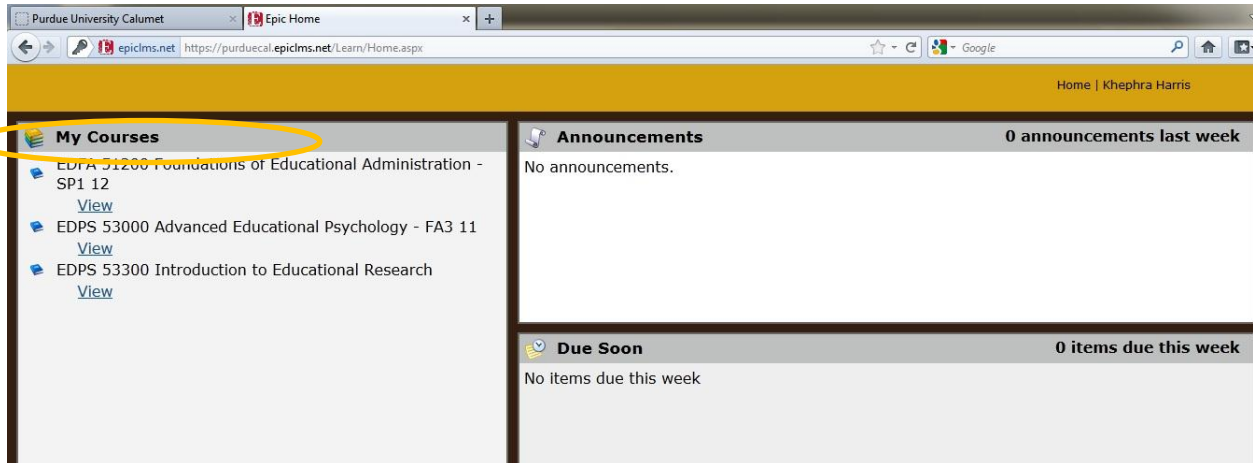 Purdue University Calumet
Epic Home
epiclms.net https://purduecal.epiclms.net/Learn/Home.aspx
Google
Home | Khephra Harris
My Courses
EDFA 51200 Foundations of Educational Administration -
SP1 12
View
EDPS 53000 Advanced Educational Psychology - FA3 11
View
EDPS 53300 Introduction to Educational Research
View
Announcements 0 announcements last week
No announcements.
Due Soon 0 items due this week
No items due this week